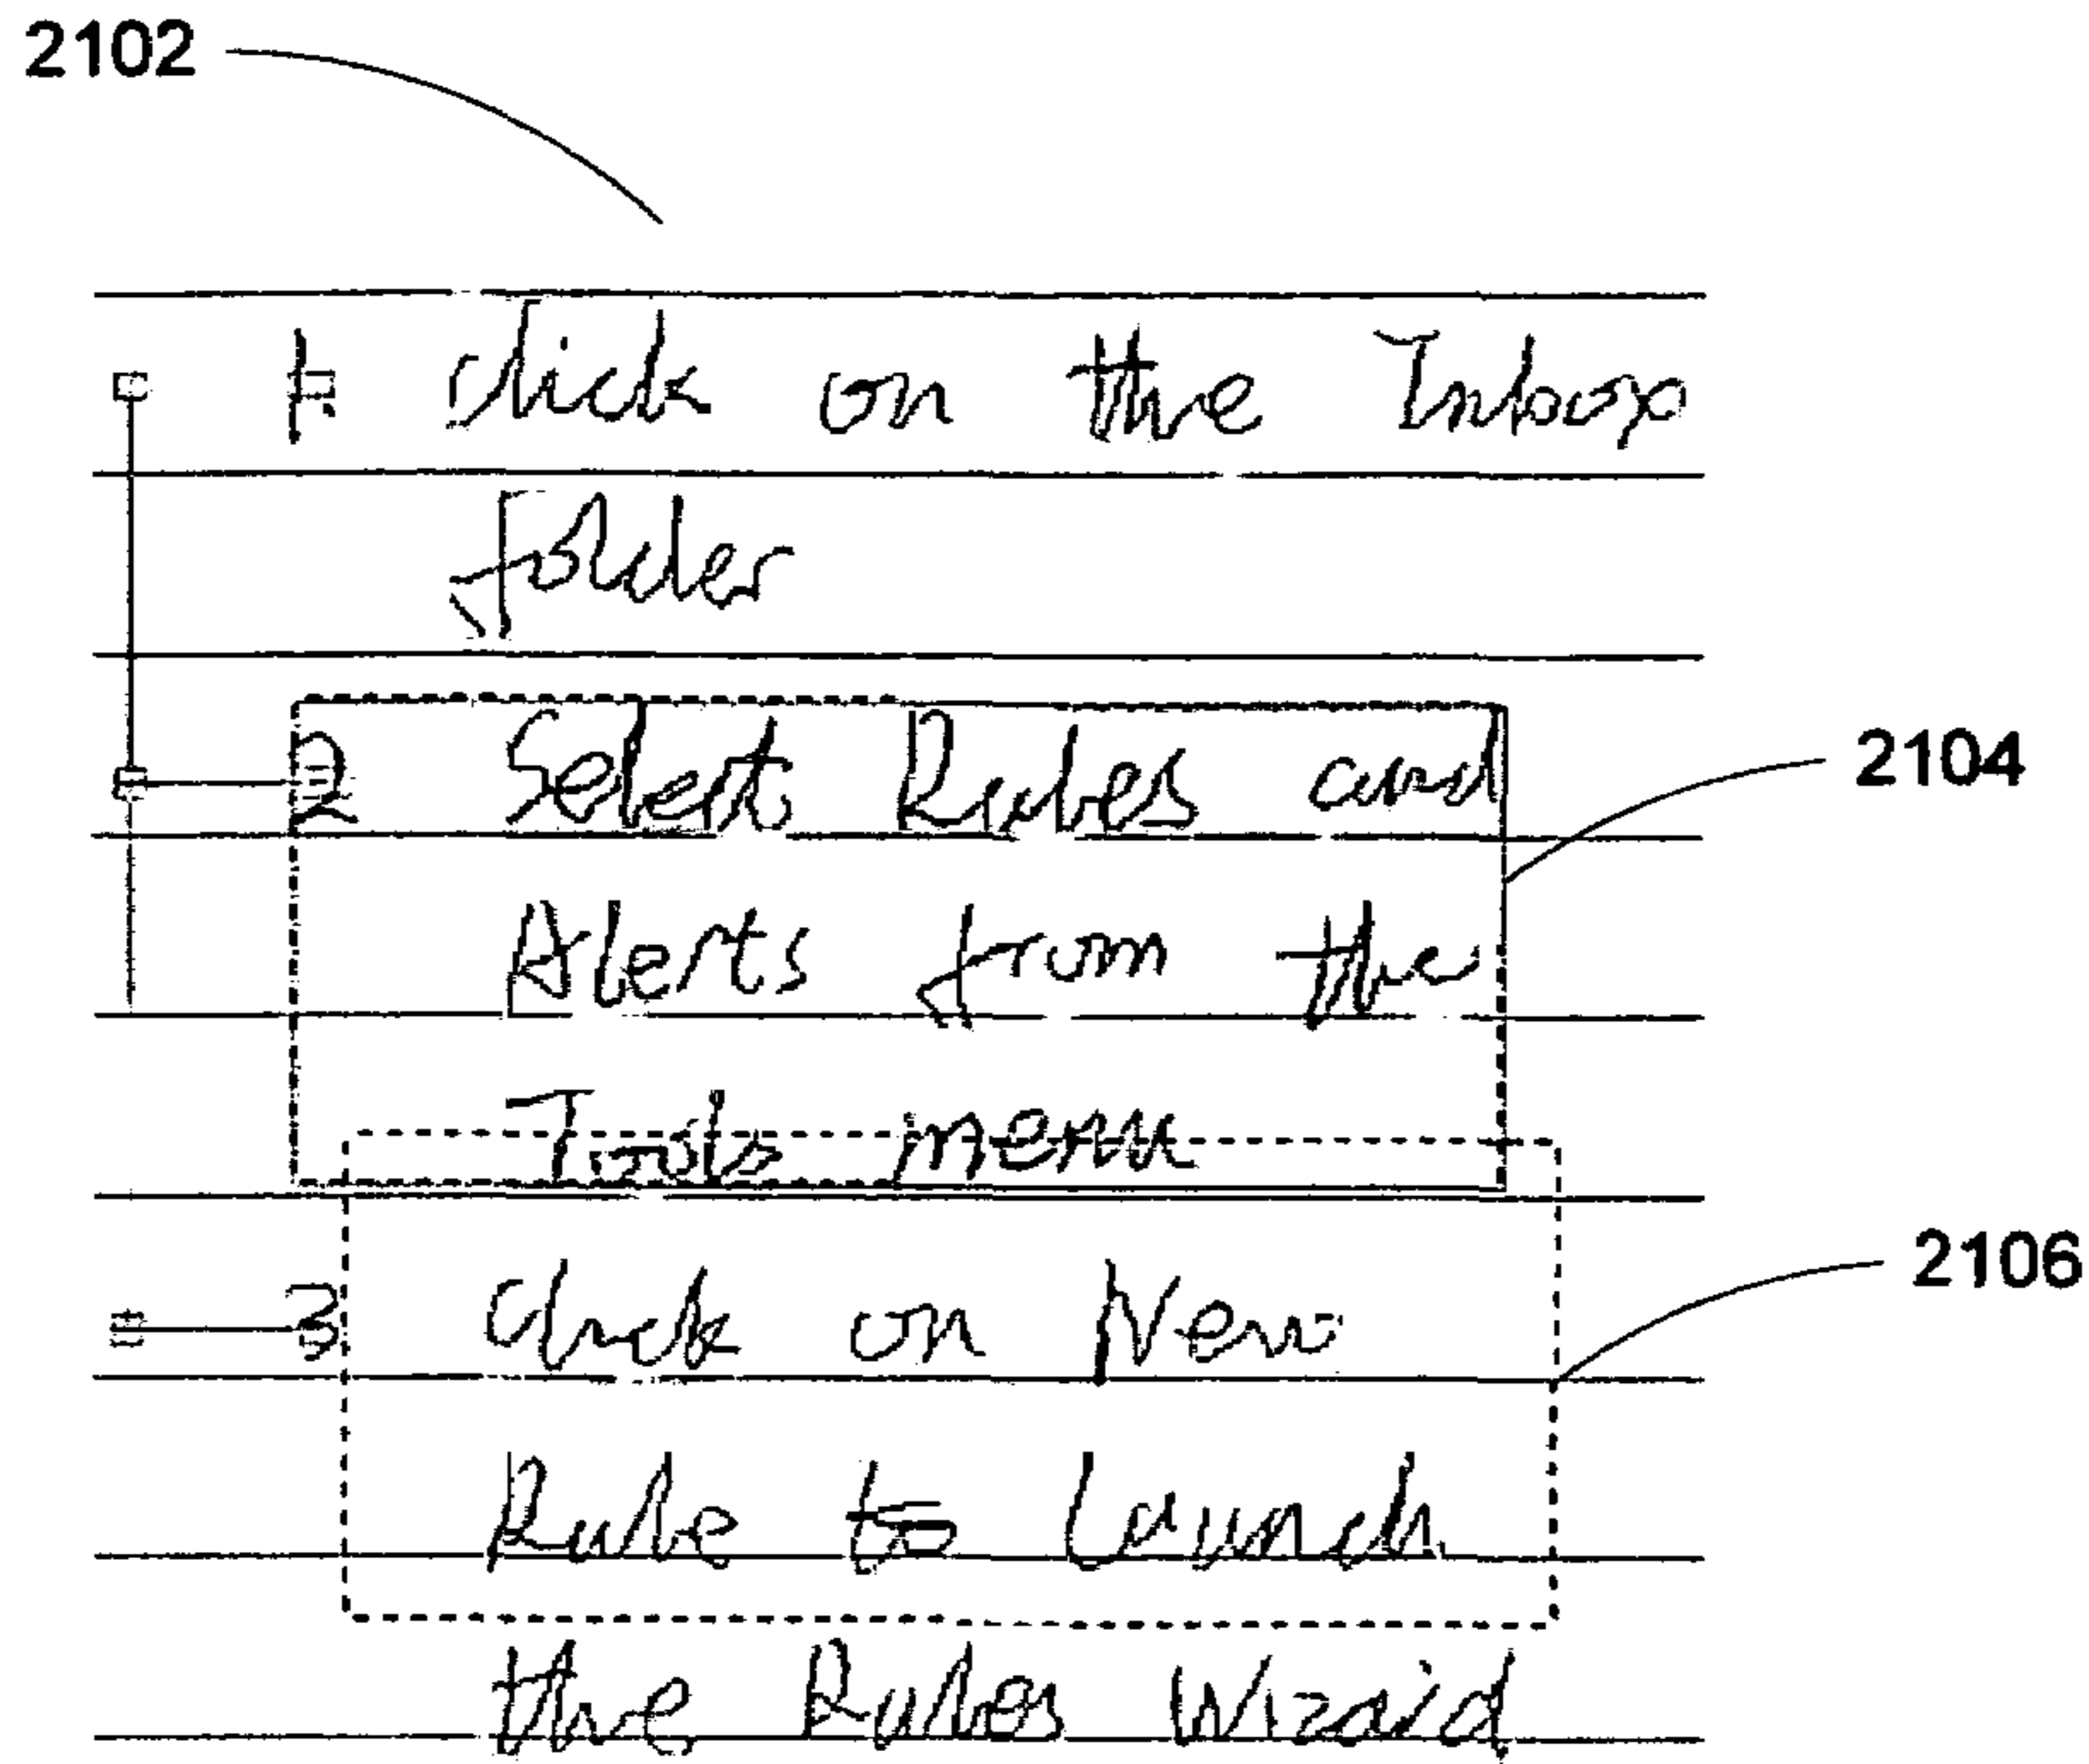 2102
1. Click on the Inbox
folder
2 Select Rules and
2104
Alerts from the
Tools menu
2106
3 Click on New
Rule to launch
the Rules Wizard